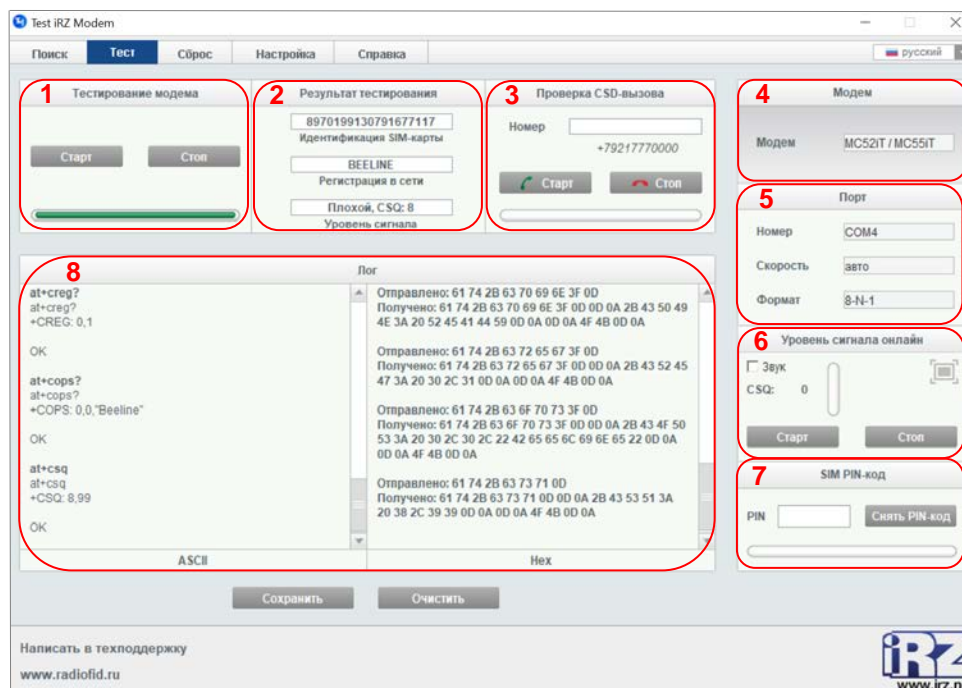 Test iRZ Modem
Поиск Тест Сброс Настройка Справка русский
1 Тестирование модема
Старт Стоп
2 Результат тестирования
8970199130791677117
Идентификация SIM-карты
BEELINE
Регистрация в сети
Плохой, CSQ: 8
Уровень сигнала
3 Проверка CSD-вызова
Номер
+79217770000
Старт Стоп
4 Модем
Модем MC52iT / MC55iT
5 Порт
Номер COM4
Скорость авто
Формат 8-N-1
6 Уровень сигнала онлайн
Звук
CSQ: 0
Старт Стоп
7 SIM PIN-код
PIN Снять PIN-код
8 Лог
at+creg?
at+creg?
+CREG: 0,1
OK
at+cops?
at+cops?
+COPS: 0,0,"Beeline"
OK
at+csq
at+csq
+CSQ: 8,99
OK
ASCII
Отправлено: 61 74 2B 63 70 69 6E 3F 0D
Получено: 61 74 2B 63 70 69 6E 3F 0D 0D 0A 2B 43 50 49
4E 3A 20 52 45 41 44 59 0D 0A 0D 0A 4F 4B 0D 0A
Отправлено: 61 74 2B 63 72 65 67 3F 0D
Получено: 61 74 2B 63 72 65 67 3F 0D 0D 0A 2B 43 52 45
47 3A 20 30 2C 31 0D 0A 0D 0A 4F 4B 0D 0A
Отправлено: 61 74 2B 63 6F 70 73 3F 0D
Получено: 61 74 2B 63 6F 70 73 3F 0D 0D 0A 2B 43 4F 50
53 3A 20 30 2C 30 2C 22 42 65 65 6C 69 6E 65 22 0D 0A
0D 0A 4F 4B 0D 0A
Отправлено: 61 74 2B 63 73 71 0D
Получено: 61 74 2B 63 73 71 0D 0D 0A 2B 43 53 51 3A
20 38 2C 39 39 0D 0A 0D 0A 4F 4B 0D 0A
Hex
Сохранить Очистить
Написать в техподдержку
www.radiofid.ru
iRZ